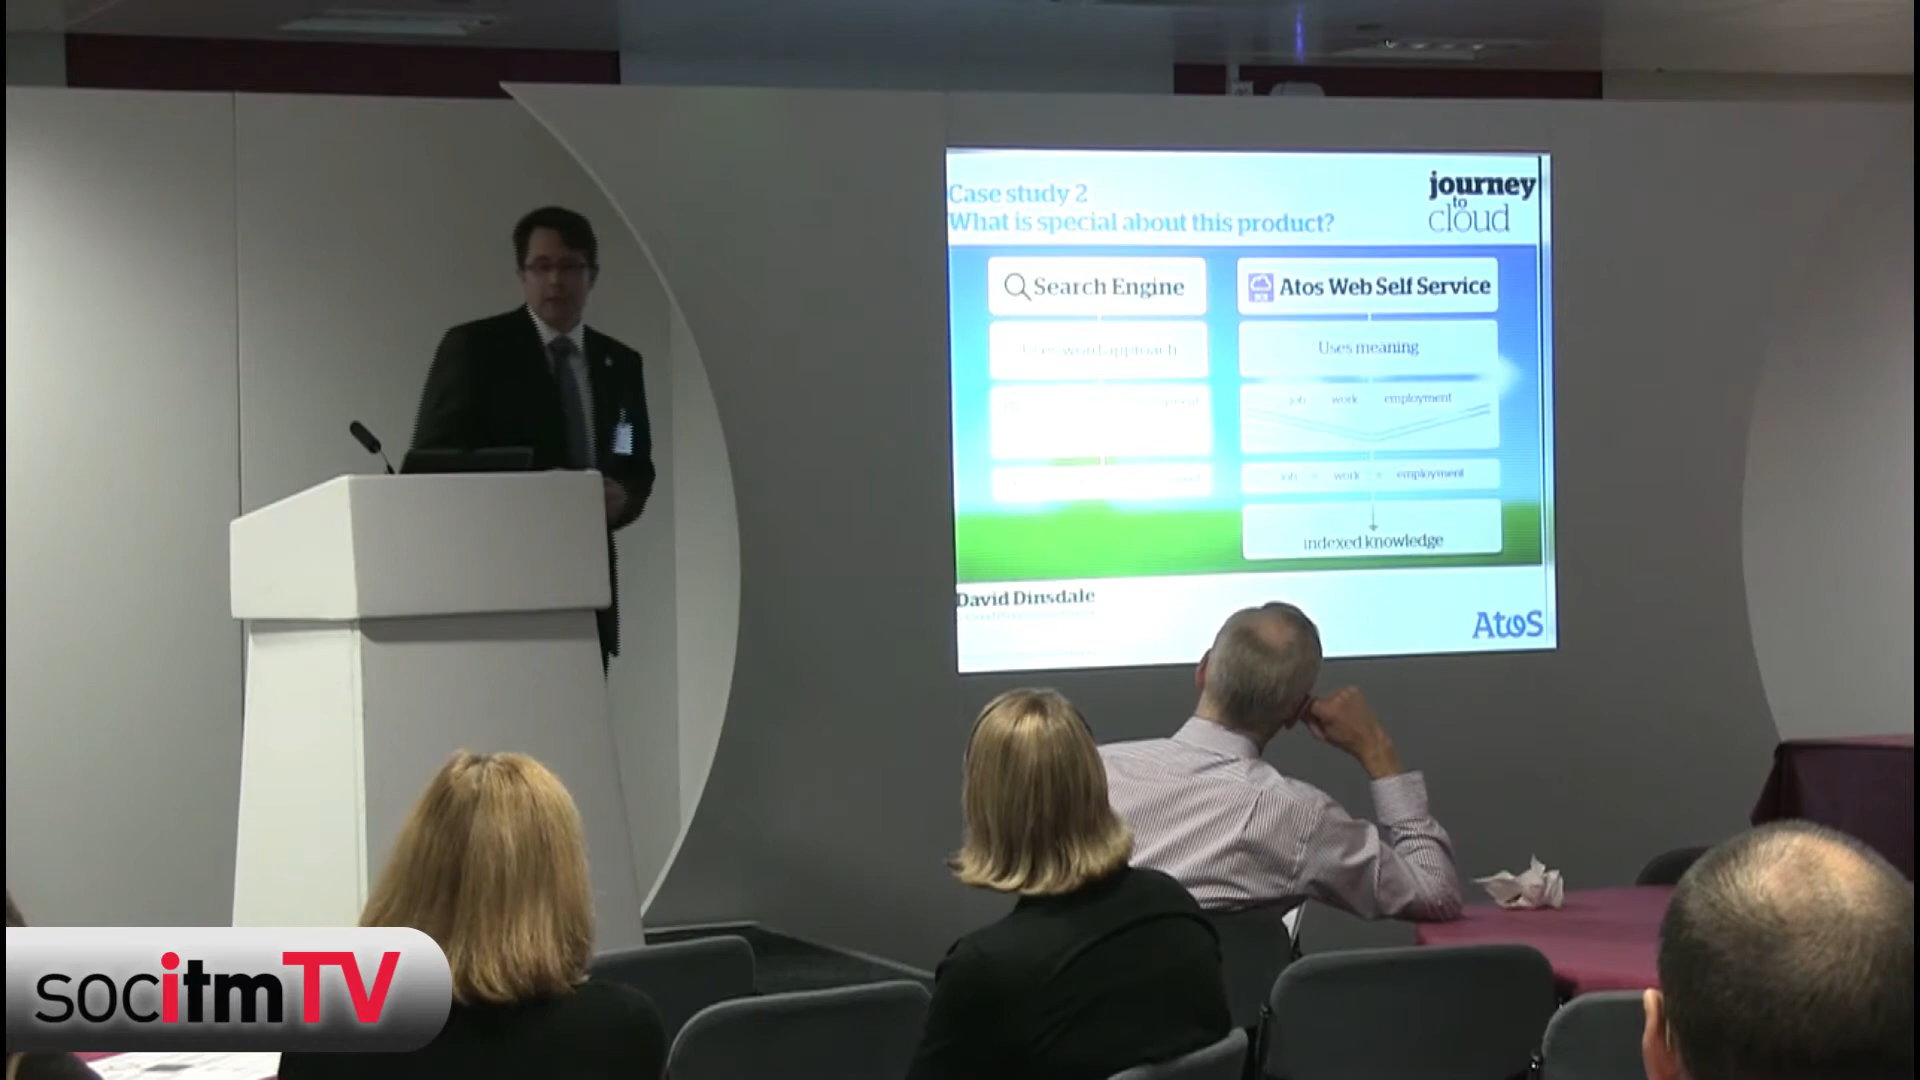 Case study 2
What is special about this product?
journey
to
cloud
Search Engine
Atos Web Self Service
Uses meaning
job work employment
job = work = employment
indexed knowledge
David Dinsdale
Atos
socitmTV